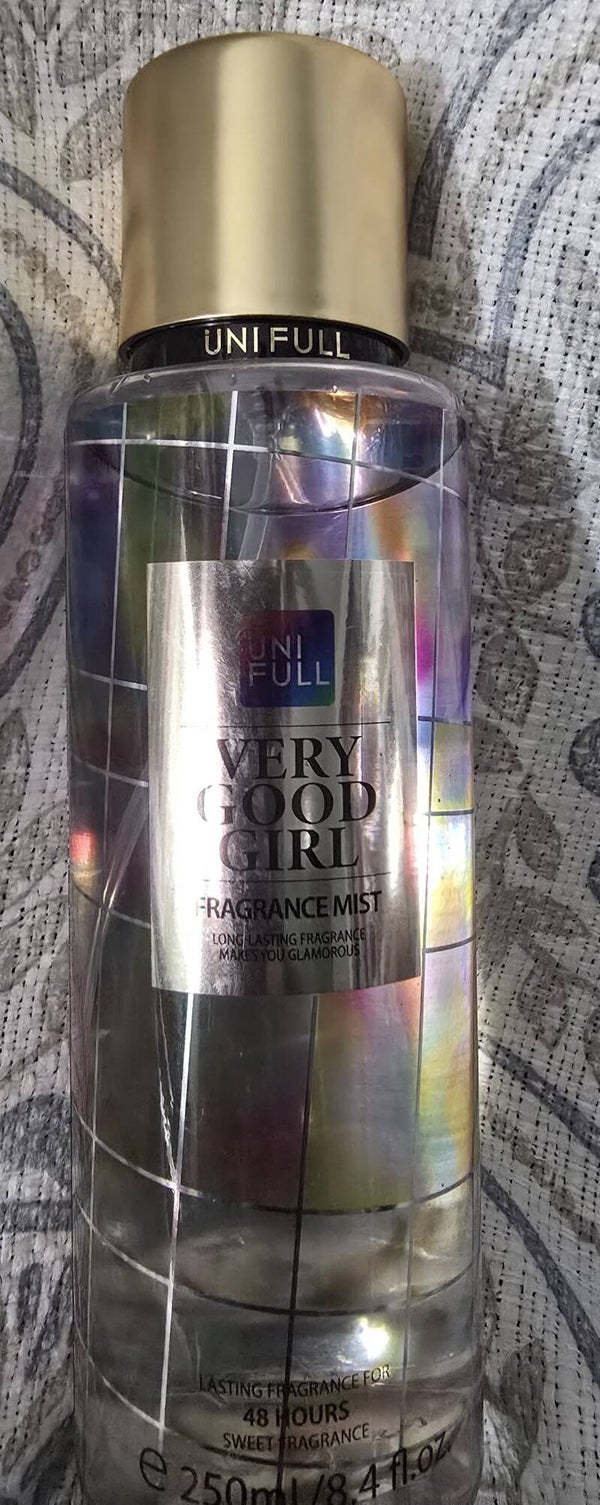 UNI FULL
UNI
FULL
VERY
GOOD
GIRL
FRAGRANCE MIST
LONG-LASTING FRAGRANCE
MAKES YOU GLAMOROUS
LASTING FRAGRANCE FOR
48 HOURS
SWEET FRAGRANCE
e 250ml/8.4 fl.oz.